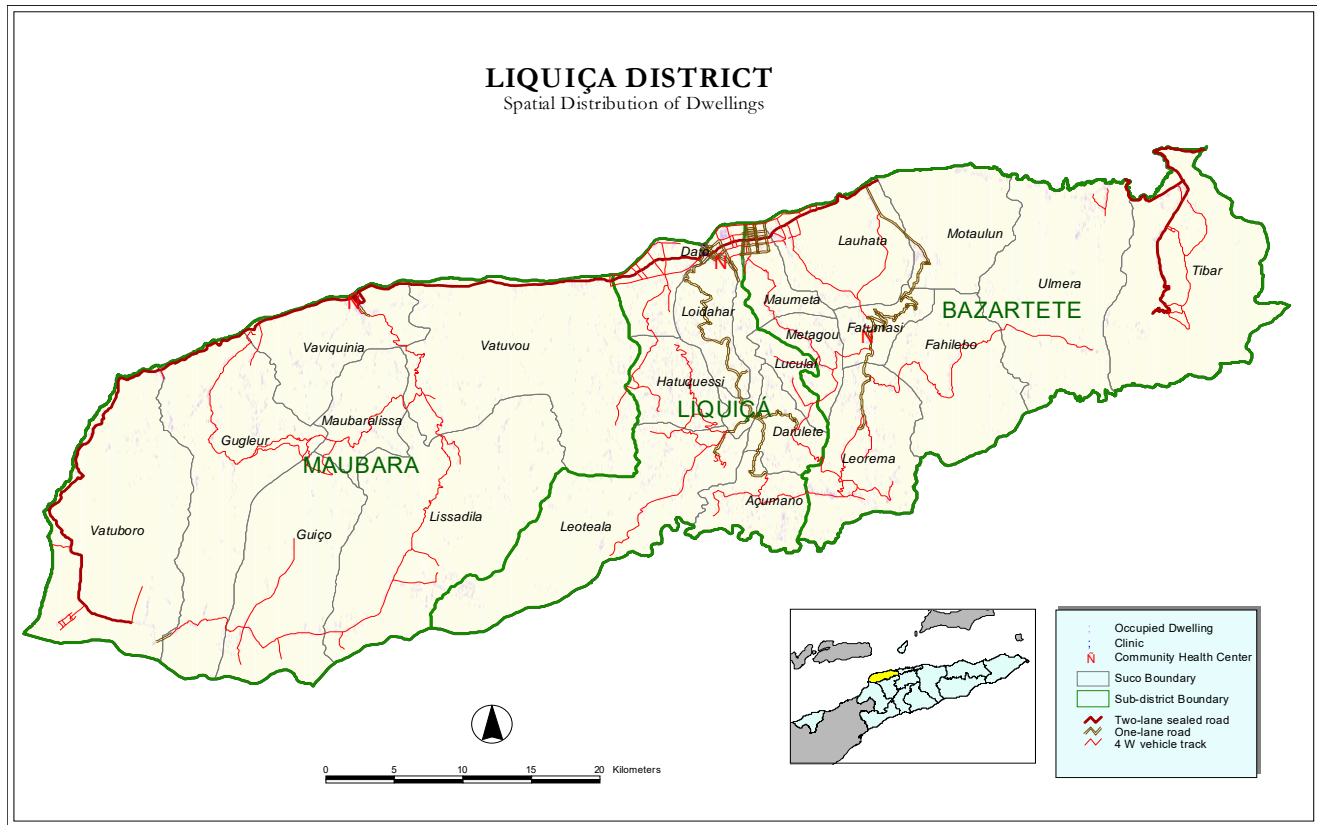 LIQUIÇA DISTRICT
Spatial Distribution of Dwellings
Dato
Lauhata
Motaulun
Tibar
Ulmera
Maumeta
BAZARTETE
Loidahar
Fatumasi
Metagou
Fahilebo
Ñ
Ñ
Ñ
Vaviquinia
Vatuvou
Luculai
Hatuquessi
LIQUIÇÁ
Maubaralissa
Darulete
Gugleur
MAUBARA
Leorema
Açumano
Lissadila
Leoteala
Vatuboro
Guiço
Occupied Dwelling
Clinic
Ñ Community Health Center
Suco Boundary
Sub-district Boundary
Two-lane sealed road
One-lane road
4 W vehicle track
0 5 10 15 20 Kilometers